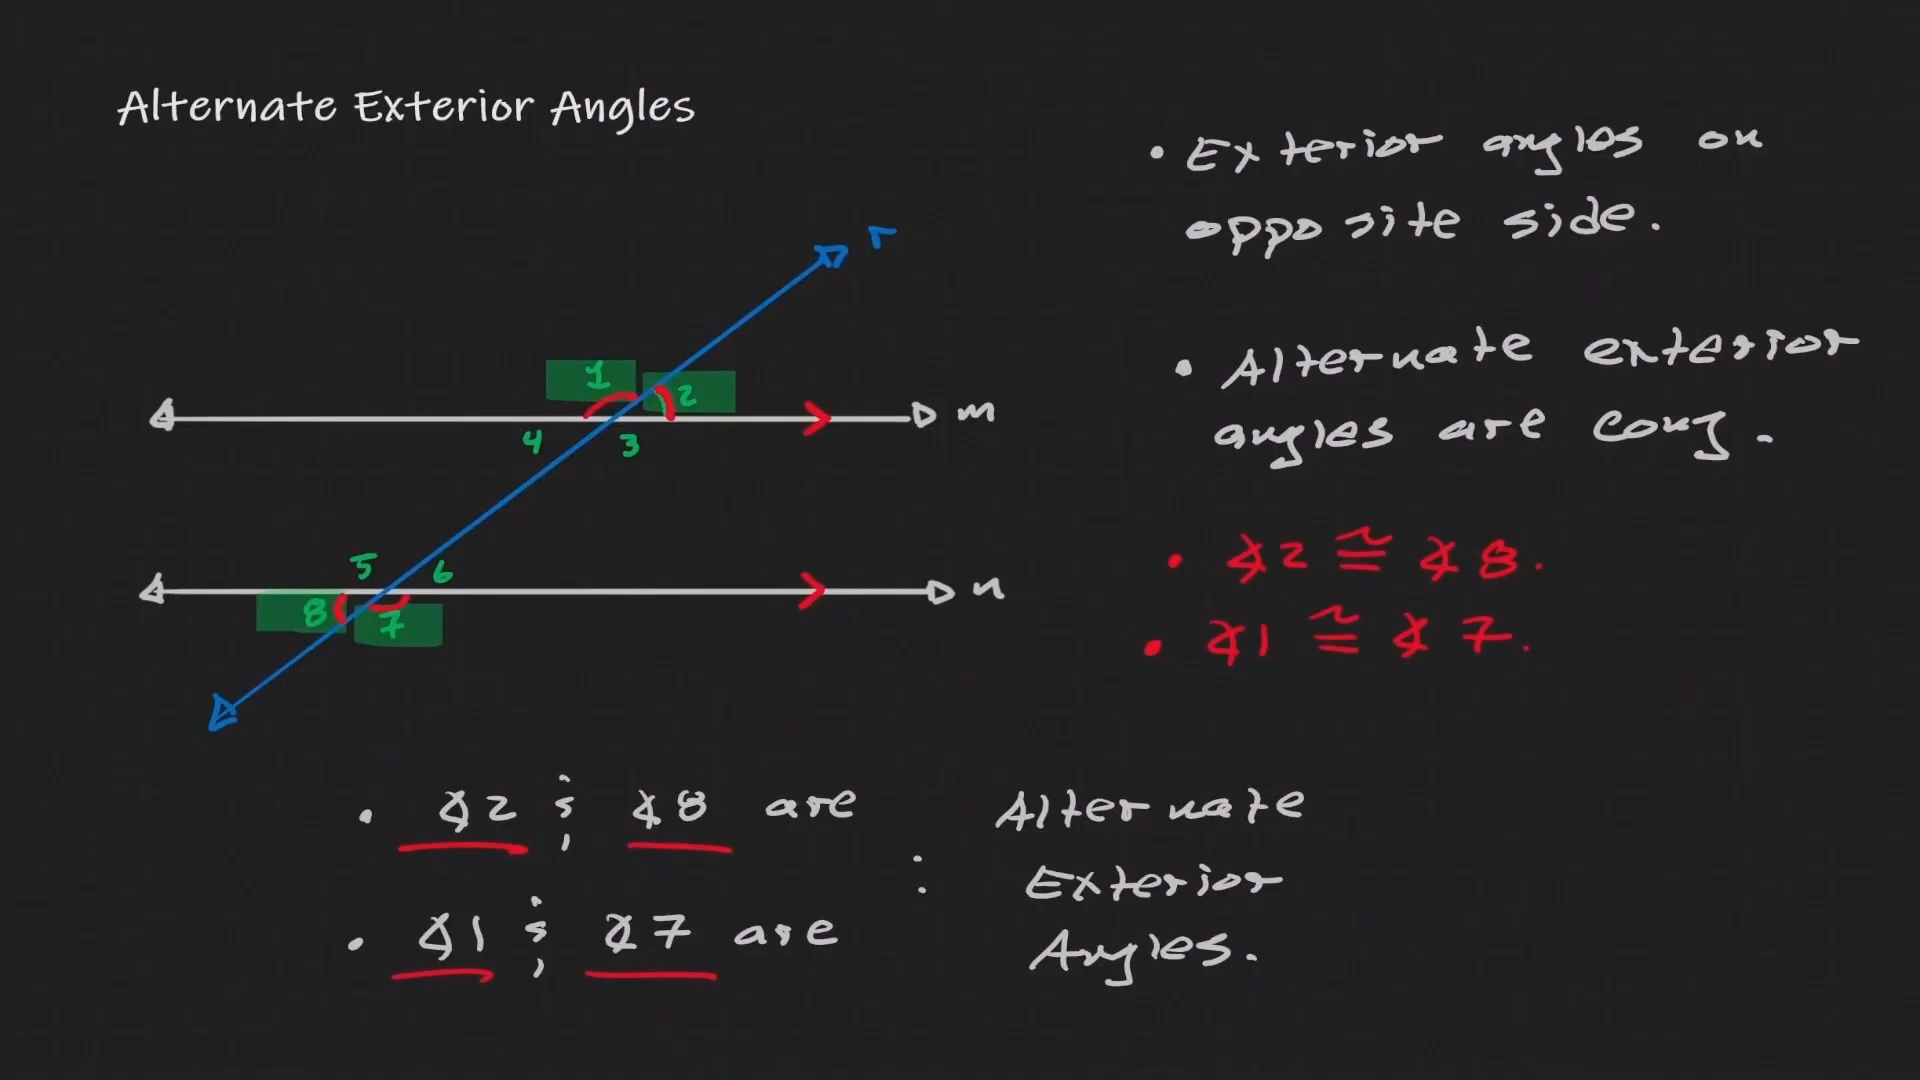 Alternate Exterior Angles
• Exterior angles on
opposite side.
• Alternate exterior
angles are cong.
• ∡2 ≅ ∡8.
• ∡1 ≅ ∡7.
r
1 2
m
4 3
5 6
n
8 7
• ∡2 & ∡8 are
• ∡1 & ∡7 are
: Alternate
Exterior
Angles.